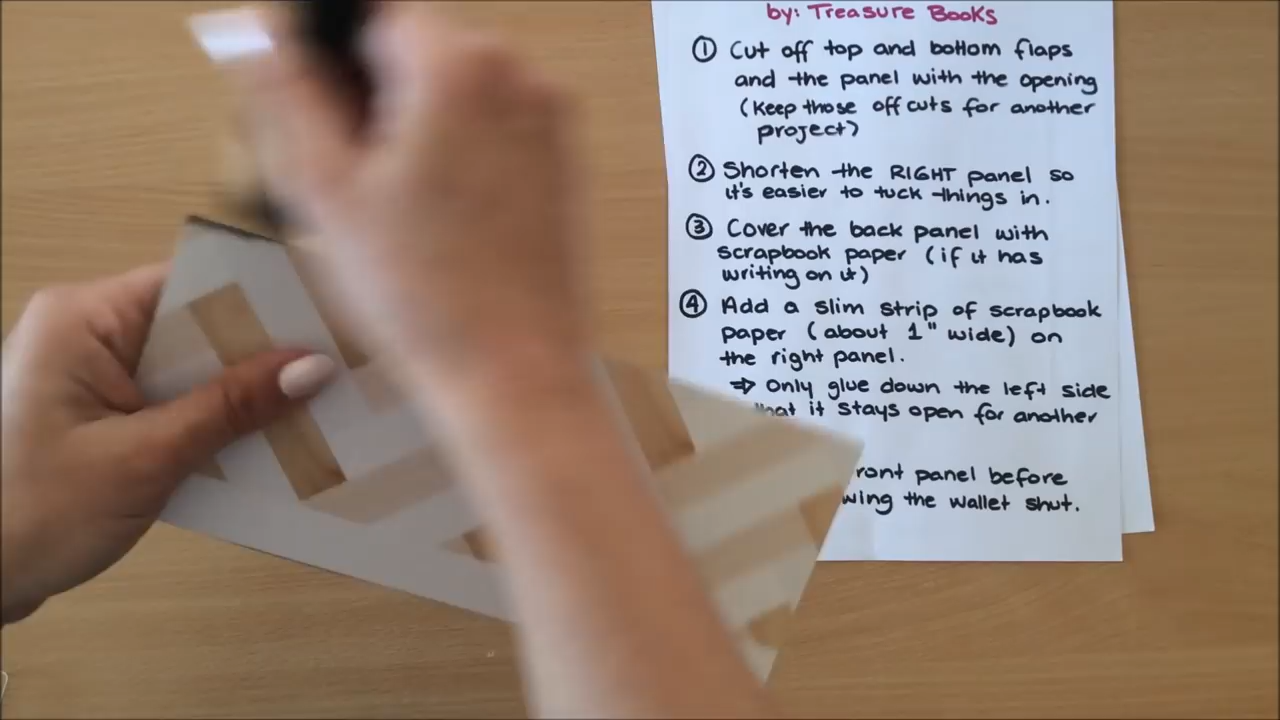 by: Treasure Books
① Cut off top and bottom flaps
and the panel with the opening
(Keep those off cuts for another
project)
② Shorten the RIGHT panel so
it's easier to tuck things in.
③ Cover the back panel with
scrapbook paper (if it has
writing on it)
④ Add a slim strip of scrapbook
paper (about 1" wide) on
the right panel.
⇒ Only glue down the left side
that it stays open for another
panel before
the wallet shut.